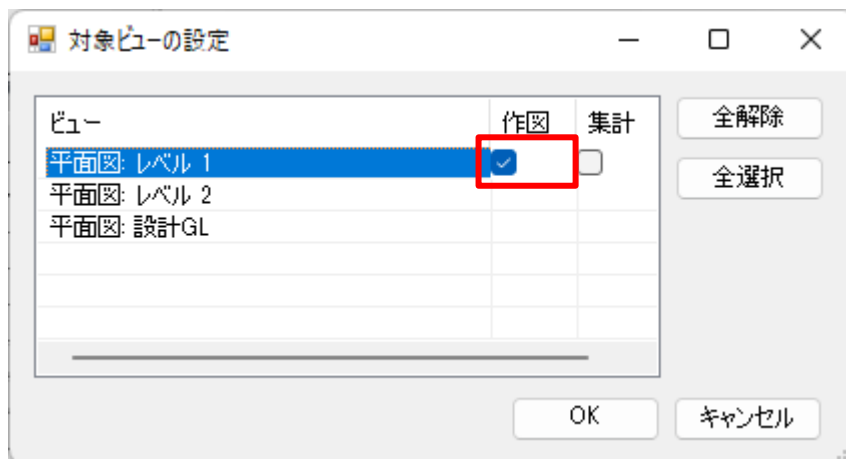 対象ビューの設定
ビュー 作図 集計
平面図: レベル 1
平面図: レベル 2
平面図: 設計GL
全解除
全選択
OK
キャンセル